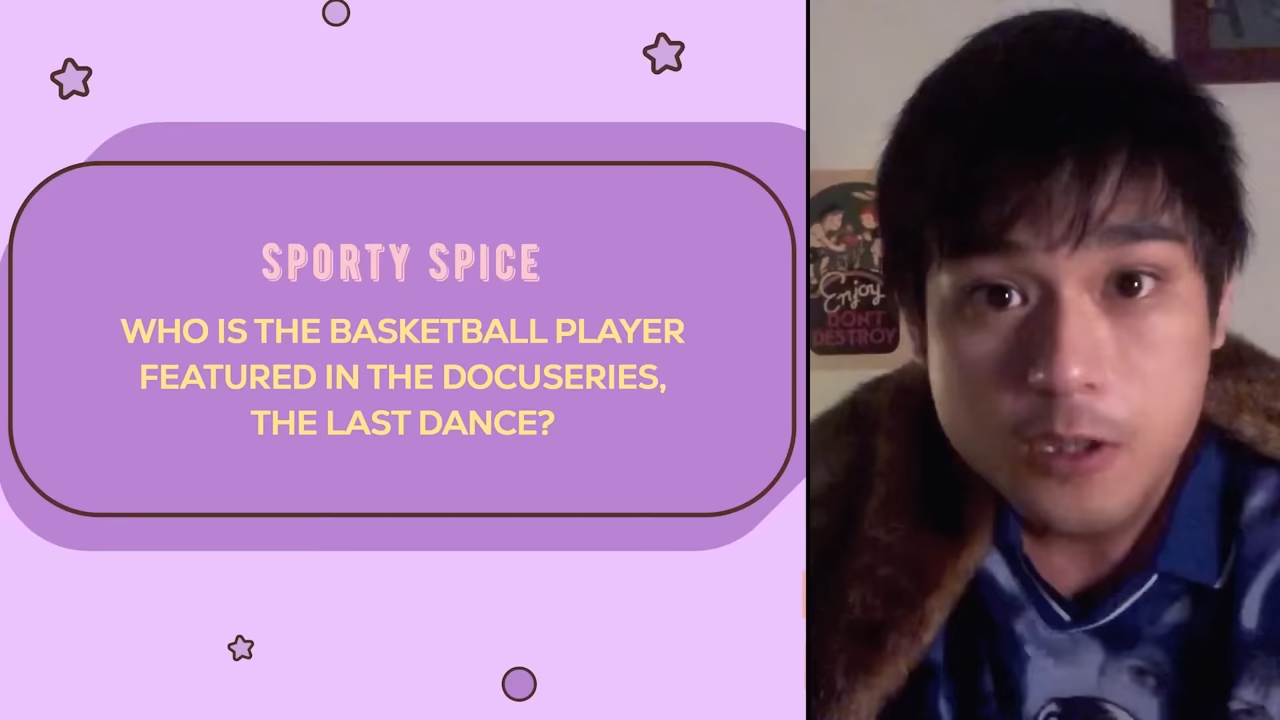 SPORTY SPICE
WHO IS THE BASKETBALL PLAYER
FEATURED IN THE DOCUSERIES,
THE LAST DANCE?
Enjoy
DON'T
DESTROY